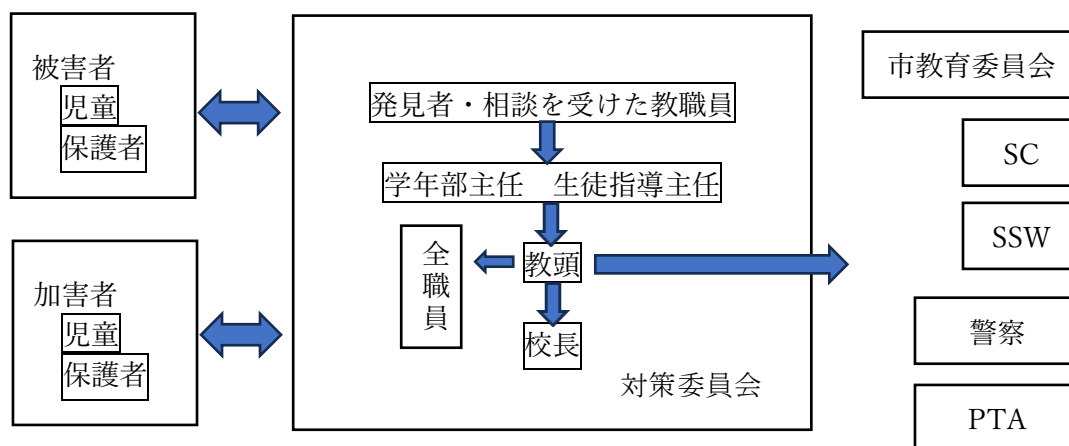 被害者
児童
保護者
加害者
児童
保護者
発見者・相談を受けた教職員
学年部主任　生徒指導主任
全職員
教頭
校長
対策委員会
市教育委員会
SC
SSW
警察
PTA